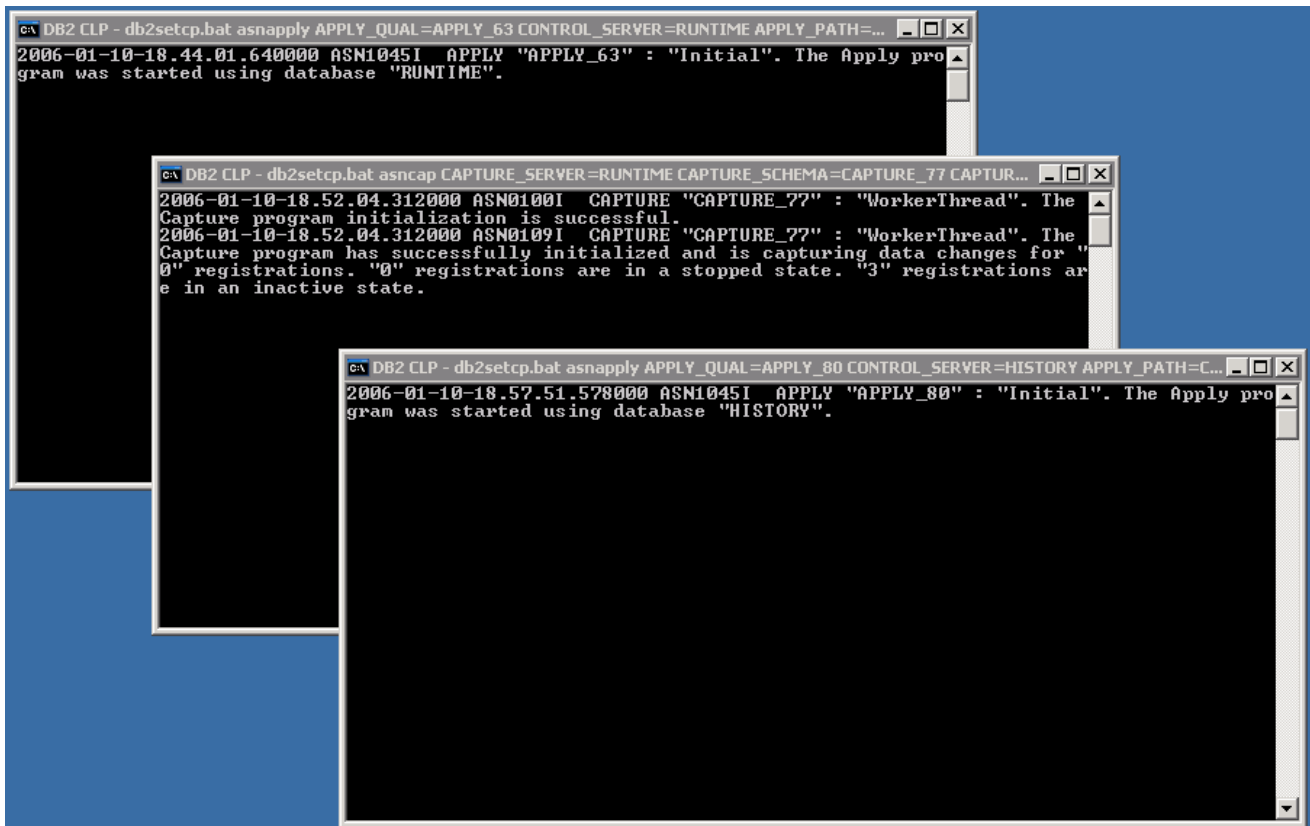 DB2 CLP - db2setcp.bat asnapply APPLY_QUAL=APPLY_63 CONTROL_SERVER=RUNTIME APPLY_PATH=...
2006-01-10-18.44.01.640000 ASN1045I  APPLY "APPLY_63" : "Initial". The Apply pro
gram was started using database "RUNTIME".
DB2 CLP - db2setcp.bat asncap CAPTURE_SERVER=RUNTIME CAPTURE_SCHEMA=CAPTURE_77 CAPTUR...
2006-01-10-18.52.04.312000 ASN0100I  CAPTURE "CAPTURE_77" : "WorkerThread". The
Capture program initialization is successful.
2006-01-10-18.52.04.312000 ASN0109I  CAPTURE "CAPTURE_77" : "WorkerThread". The
Capture program has successfully initialized and is capturing data changes for "
0" registrations. "0" registrations are in a stopped state. "3" registrations ar
e in an inactive state.
DB2 CLP - db2setcp.bat asnapply APPLY_QUAL=APPLY_80 CONTROL_SERVER=HISTORY APPLY_PATH=C...
2006-01-10-18.57.51.578000 ASN1045I  APPLY "APPLY_80" : "Initial". The Apply pro
gram was started using database "HISTORY".